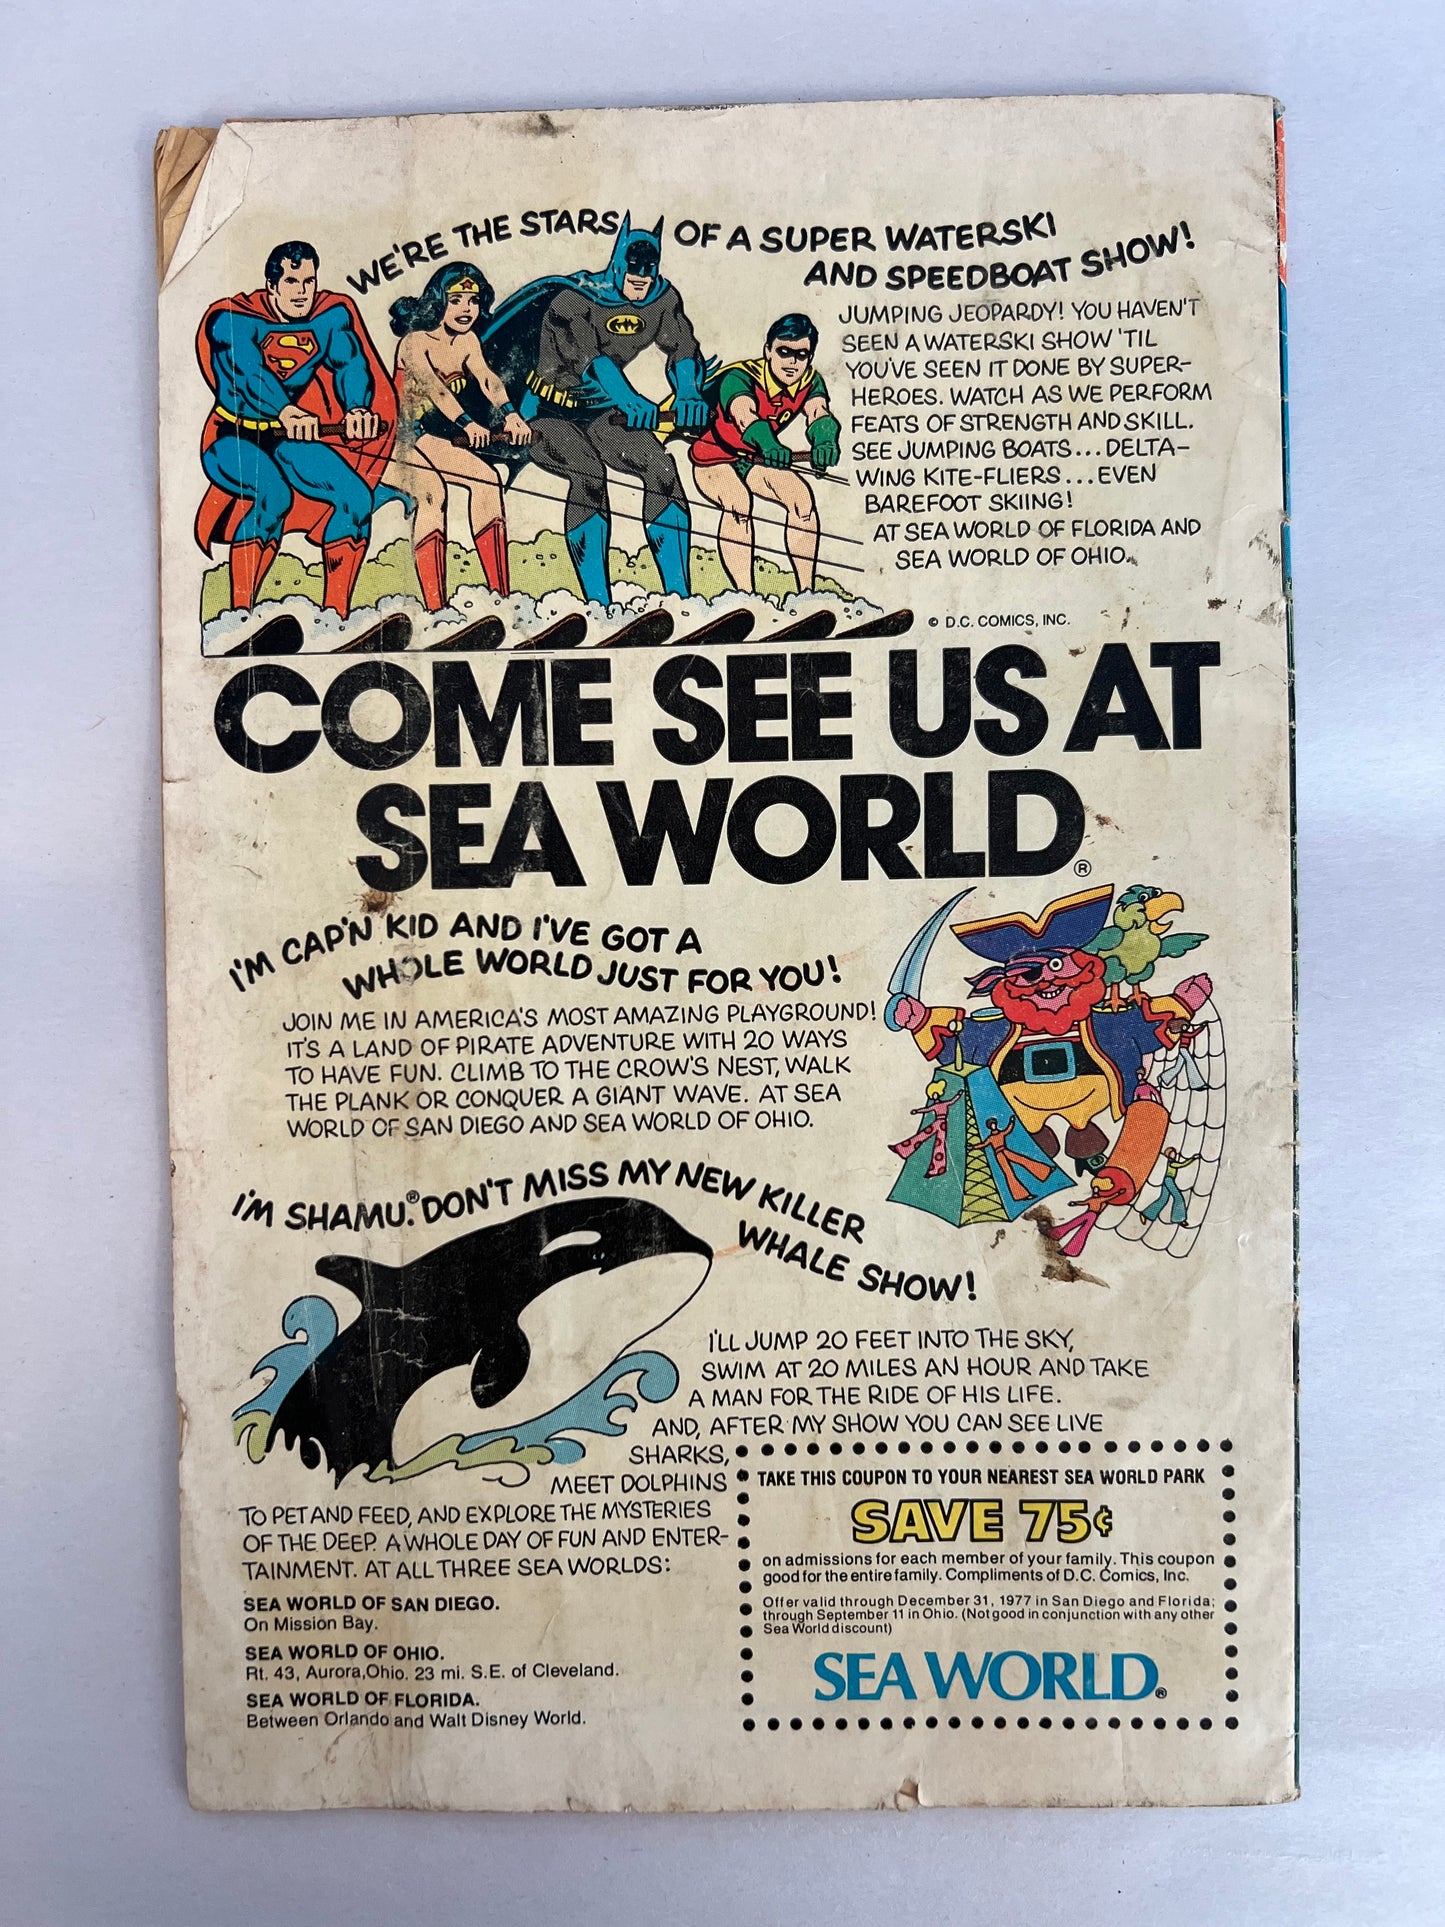 WE'RE THE STARS OF A SUPER WATERSKI
AND SPEEDBOAT SHOW!
JUMPING JEOPARDY! YOU HAVEN'T
SEEN A WATERSKI SHOW 'TIL
YOU'VE SEEN IT DONE BY SUPER-
HEROES. WATCH AS WE PERFORM
FEATS OF STRENGTH AND SKILL.
SEE JUMPING BOATS...DELTA-
WING KITE-FLIERS...EVEN
BAREFOOT SKIING!
AT SEA WORLD OF FLORIDA AND
SEA WORLD OF OHIO.
© D.C. COMICS, INC.
COME SEE US AT
SEA WORLD®
I'M CAP'N KID AND I'VE GOT A
WHOLE WORLD JUST FOR YOU!
JOIN ME IN AMERICA'S MOST AMAZING PLAYGROUND!
IT'S A LAND OF PIRATE ADVENTURE WITH 20 WAYS
TO HAVE FUN. CLIMB TO THE CROW'S NEST, WALK
THE PLANK OR CONQUER A GIANT WAVE. AT SEA
WORLD OF SAN DIEGO AND SEA WORLD OF OHIO.
I'M SHAMU.® DON'T MISS MY NEW KILLER
WHALE SHOW!
I'LL JUMP 20 FEET INTO THE SKY,
SWIM AT 20 MILES AN HOUR AND TAKE
A MAN FOR THE RIDE OF HIS LIFE.
AND, AFTER MY SHOW YOU CAN SEE LIVE
SHARKS,
MEET DOLPHINS
TO PET AND FEED, AND EXPLORE THE MYSTERIES
OF THE DEEP. A WHOLE DAY OF FUN AND ENTER-
TAINMENT. AT ALL THREE SEA WORLDS:
SEA WORLD OF SAN DIEGO.
On Mission Bay.
SEA WORLD OF OHIO.
Rt. 43, Aurora, Ohio. 23 mi. S.E. of Cleveland.
SEA WORLD OF FLORIDA.
Between Orlando and Walt Disney World.
TAKE THIS COUPON TO YOUR NEAREST SEA WORLD PARK
SAVE 75¢
on admissions for each member of your family. This coupon
good for the entire family. Compliments of D.C. Comics, Inc.
Offer valid through December 31, 1977 in San Diego and Florida;
through September 11 in Ohio. (Not good in conjunction with any other
Sea World discount)
SEA WORLD®